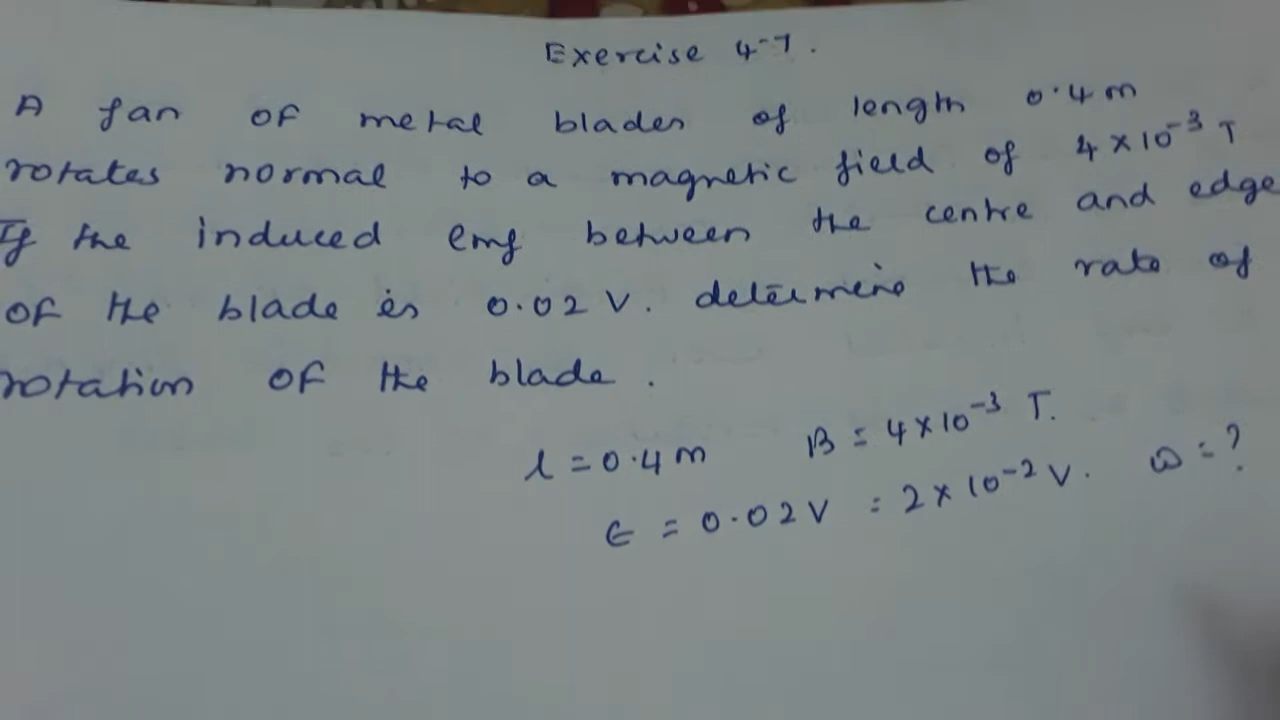 Exercise 4-7.
A fan of metal blades of length 0.4m
rotates normal to a magnetic field of 4×10⁻³ T
If the induced emf between the centre and edge
of the blade is 0.02 V. determine the rate of
rotation of the blade.
l = 0.4 m B = 4×10⁻³ T.
ε = 0.02V = 2×10⁻² V. ω = ?